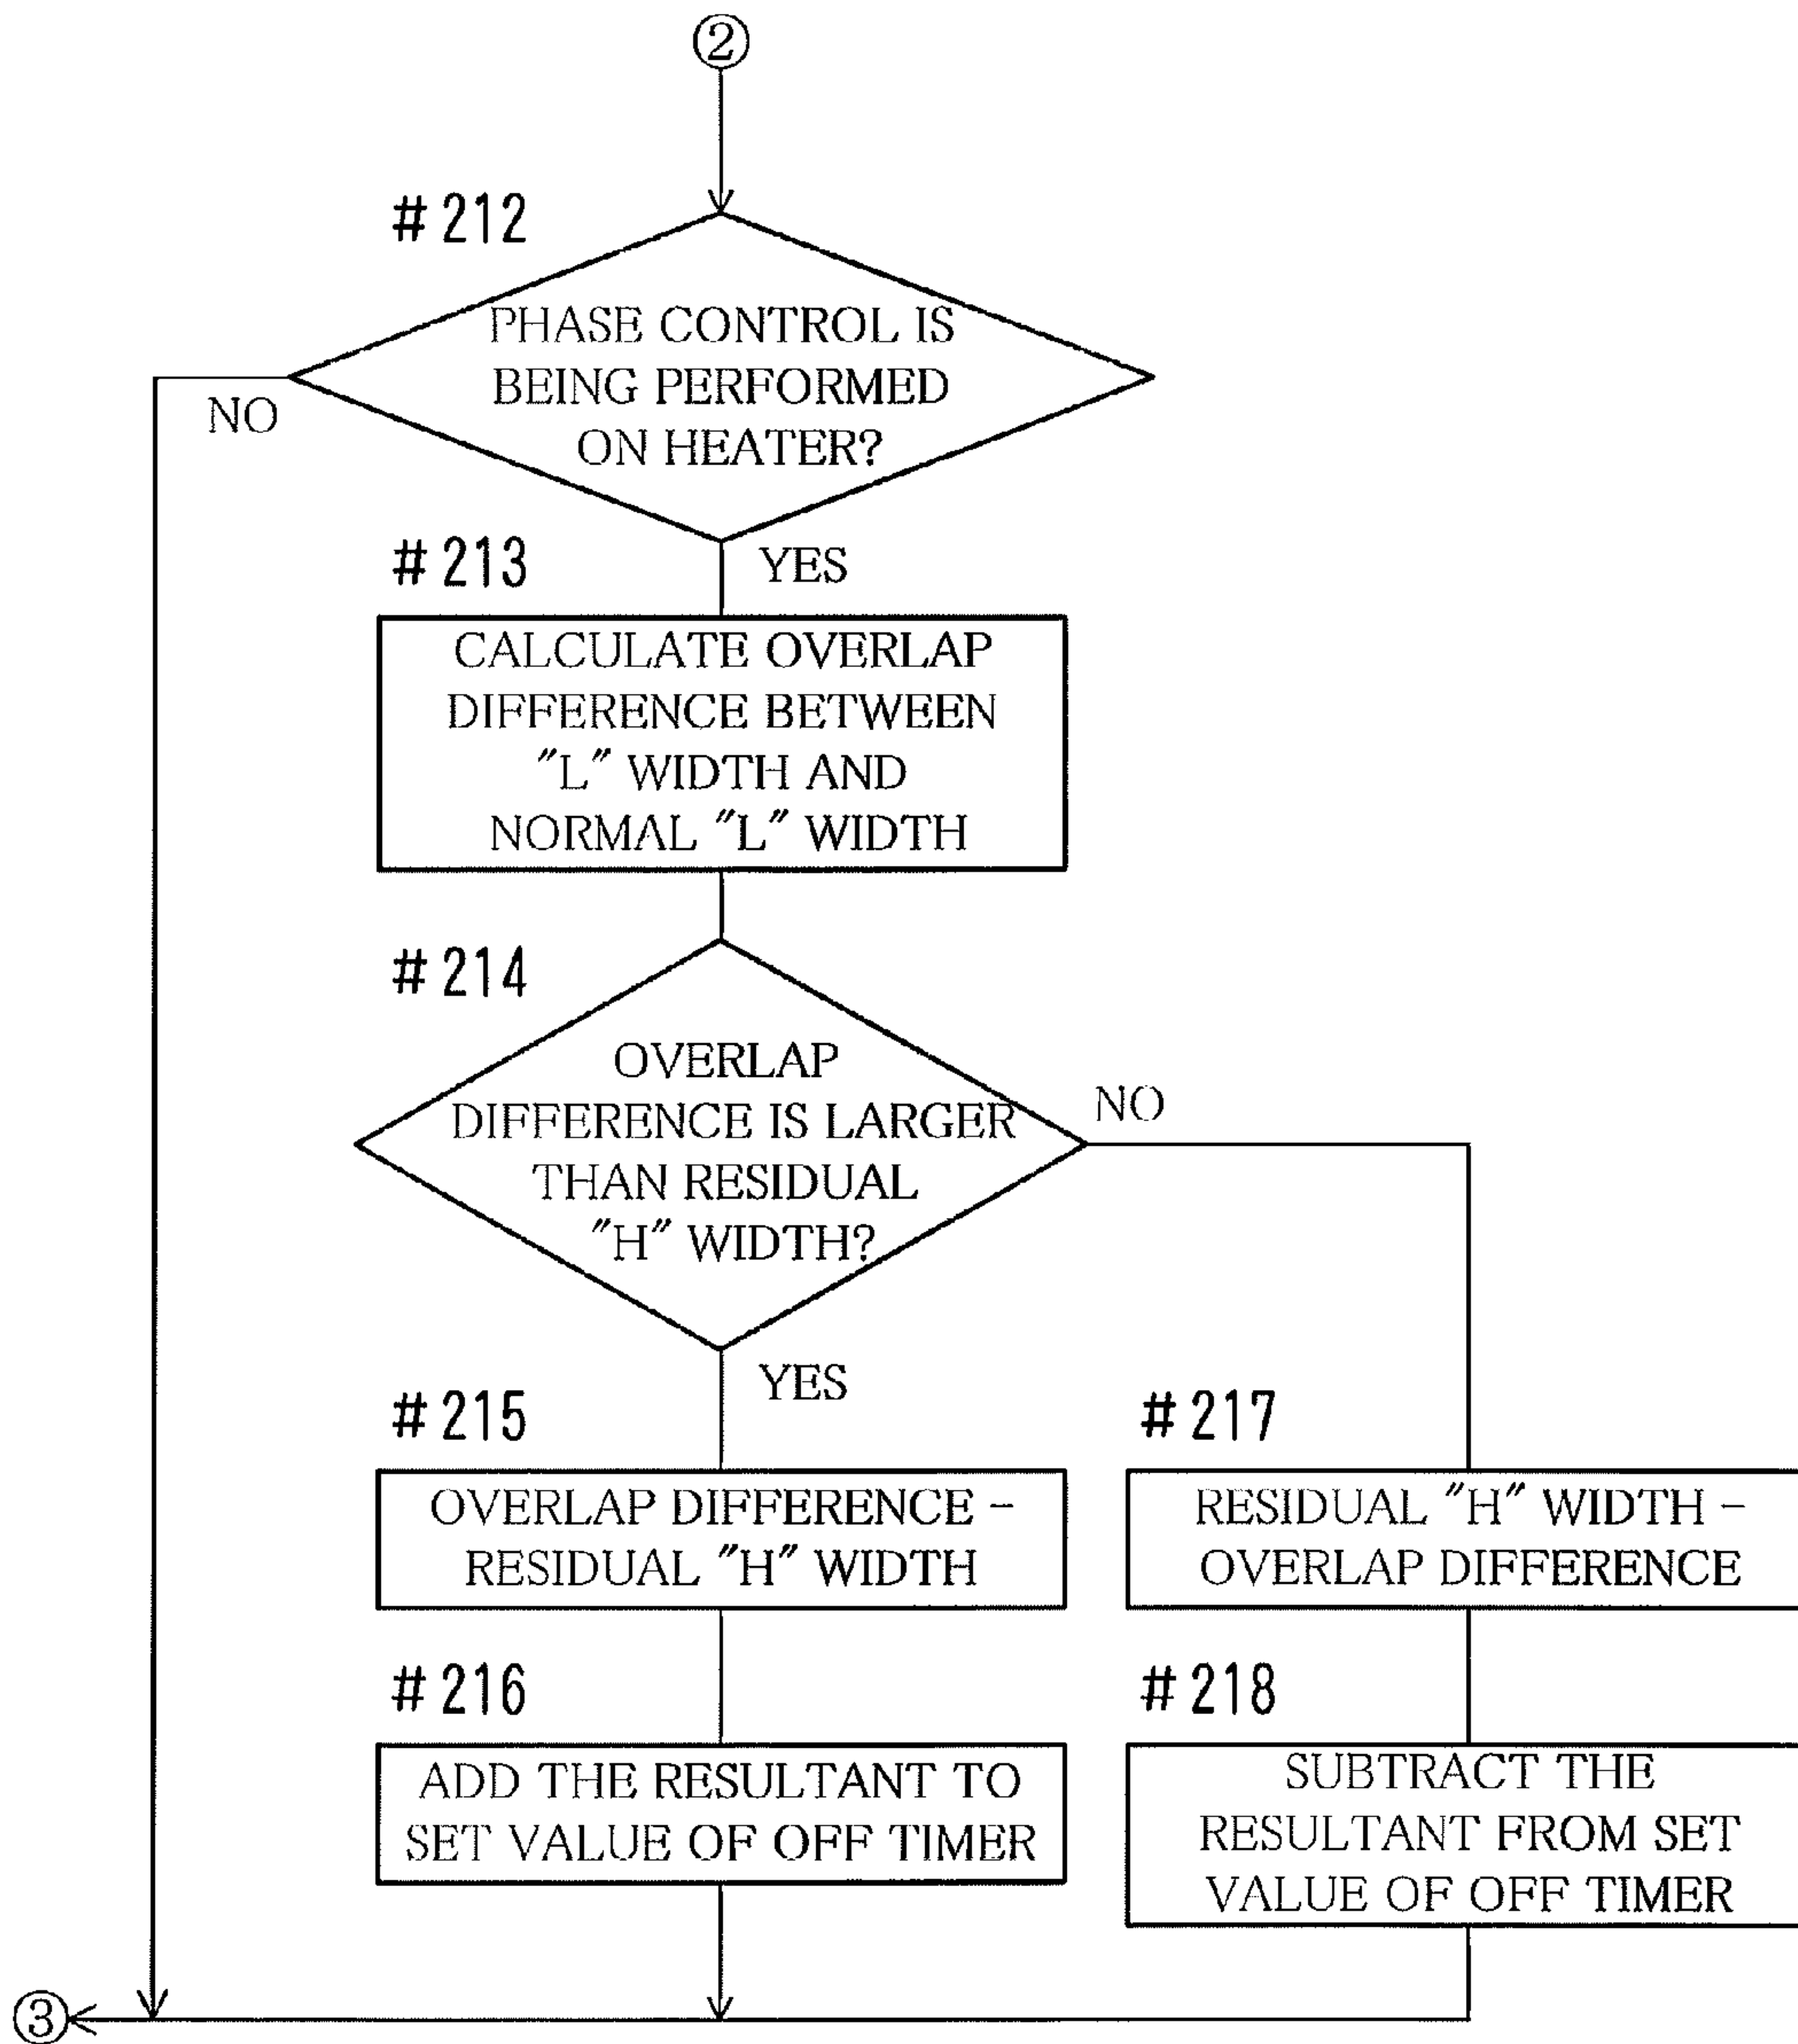 ②
#212
PHASE CONTROL IS
BEING PERFORMED
ON HEATER?
NO
YES
#213
CALCULATE OVERLAP
DIFFERENCE BETWEEN
"L" WIDTH AND
NORMAL "L" WIDTH
#214
OVERLAP
DIFFERENCE IS LARGER
THAN RESIDUAL
"H" WIDTH?
NO
YES
#215
OVERLAP DIFFERENCE -
RESIDUAL "H" WIDTH
#217
RESIDUAL "H" WIDTH -
OVERLAP DIFFERENCE
#216
ADD THE RESULTANT TO
SET VALUE OF OFF TIMER
#218
SUBTRACT THE
RESULTANT FROM SET
VALUE OF OFF TIMER
③